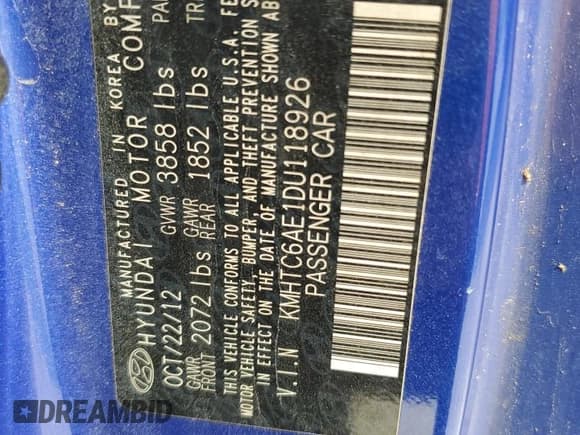 MANUFACTURED IN KOREA BY
HYUNDAI MOTOR COMP
OCT/22/12 GVWR 3858 lbs PA
GAWR FRONT 2072 lbs GAWR REAR 1852 lbs TRA
THIS VEHICLE CONFORMS TO ALL APPLICABLE U.S.A. FE
MOTOR VEHICLE SAFETY, BUMPER, AND THEFT PREVENTION S
IN EFFECT ON THE DATE OF MANUFACTURE SHOWN AB
V.I.N KMHTC6AE1DU118926
PASSENGER CAR
DREAMBID